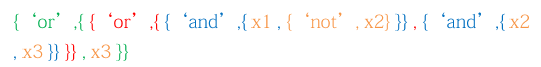 {‘or’,{{‘or’,{{‘and’,{x1,{‘not’, x2}}},{‘and’,{x2
, x3}}}}, x3}}